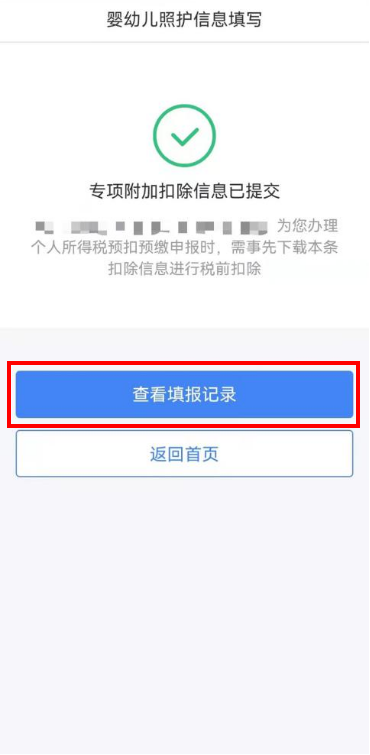 婴幼儿照护信息填写
专项附加扣除信息已提交
为您办理
个人所得税预扣预缴申报时，需事先下载本条
扣除信息进行税前扣除
查看填报记录
返回首页